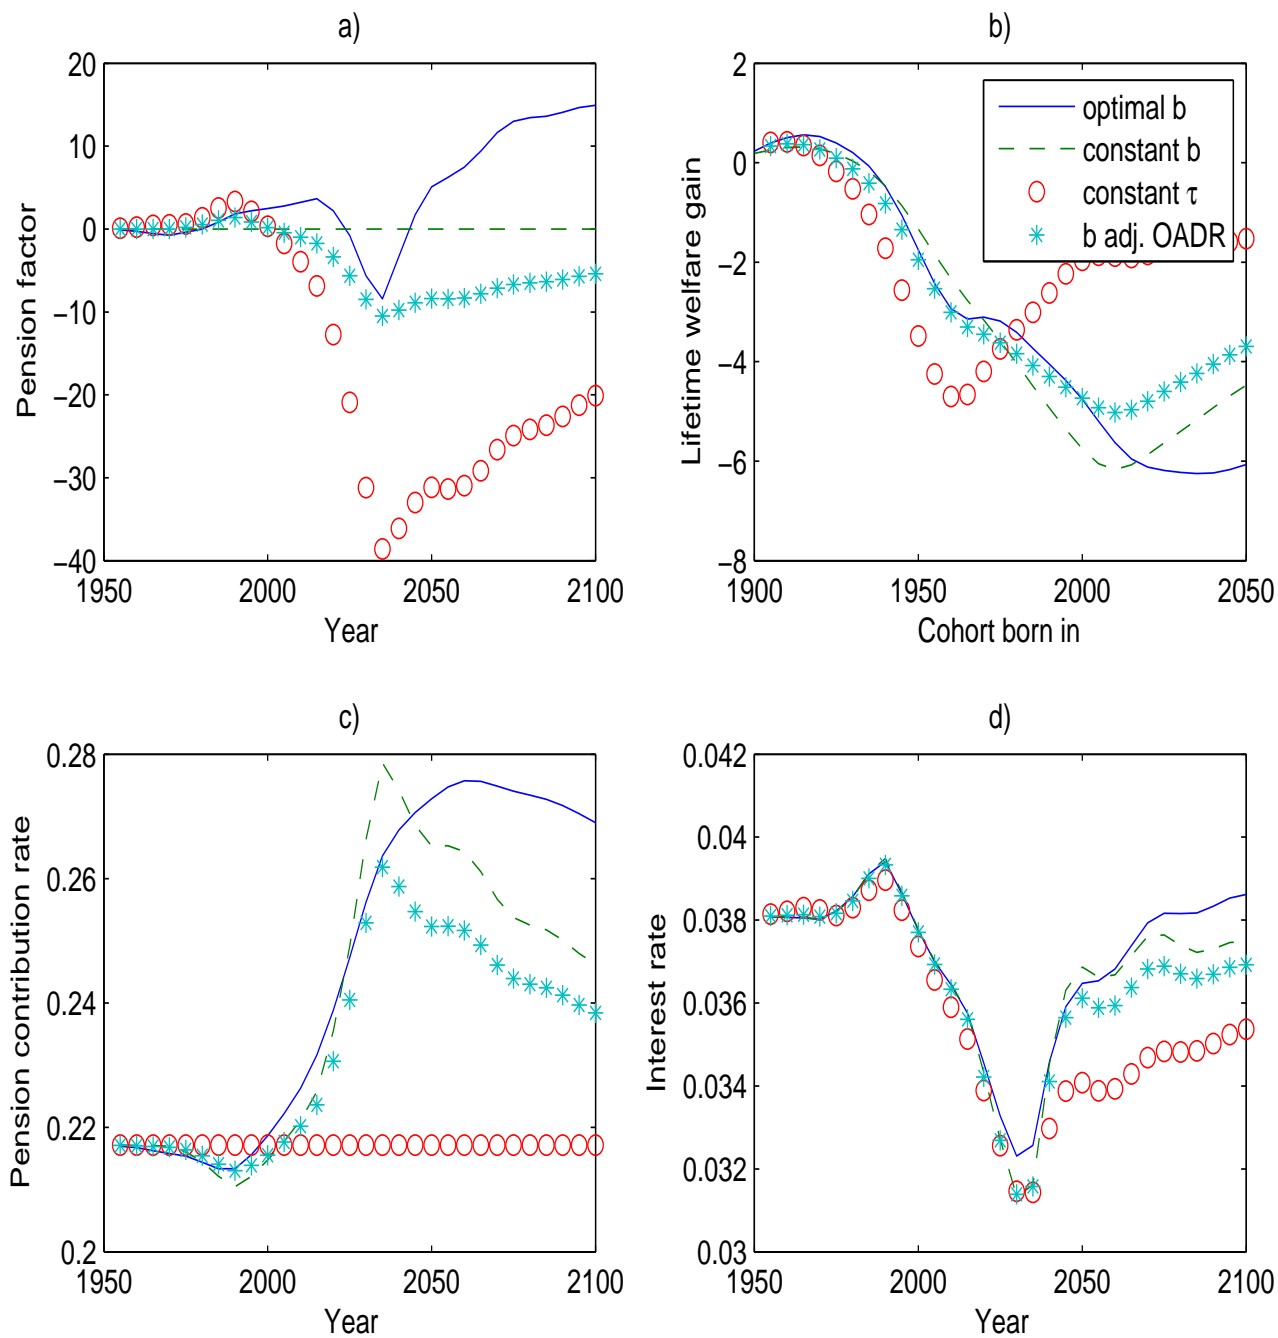 a)
20
10
0
−10
−20
−30
−40
1950
2000
2050
2100
Pension factor
Year
b)
2
0
−2
−4
−6
−8
1900
1950
2000
2050
Lifetime welfare gain
Cohort born in
optimal b
constant b
constant τ
b adj. OADR
c)
0.28
0.26
0.24
0.22
0.2
1950
2000
2050
2100
Pension contribution rate
Year
d)
0.042
0.04
0.038
0.036
0.034
0.032
0.03
1950
2000
2050
2100
Interest rate
Year